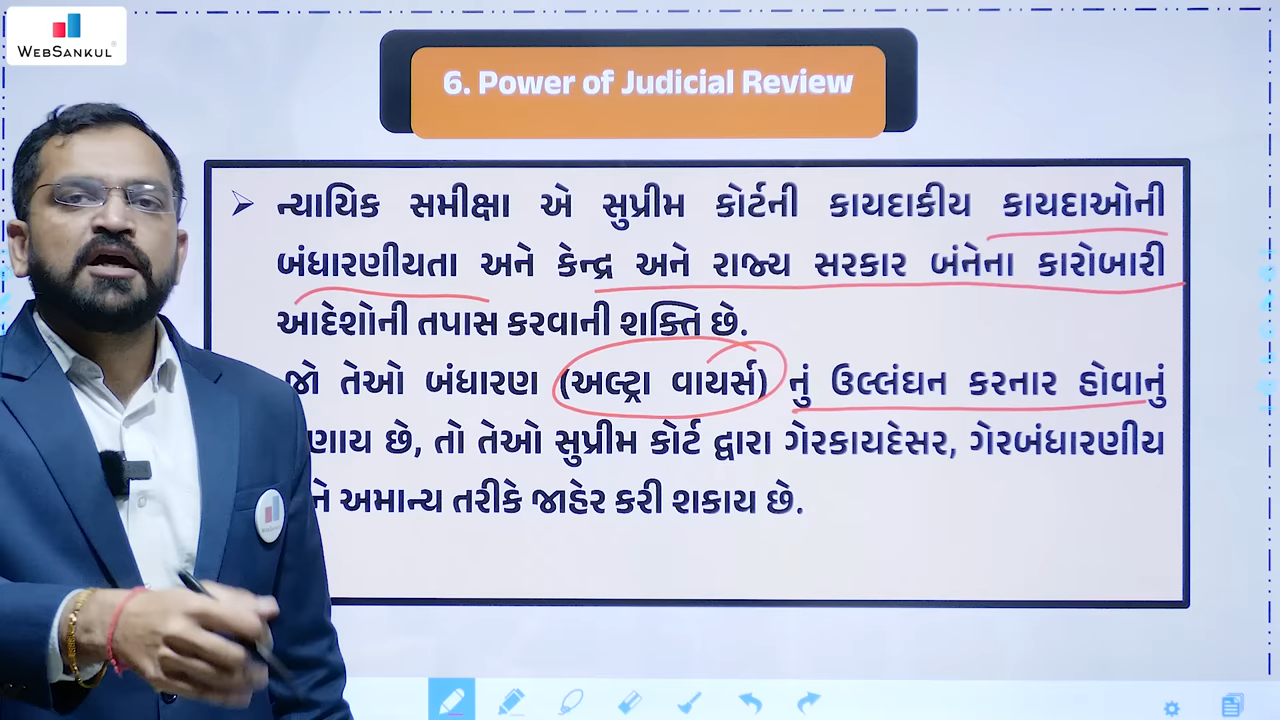 WEBSANKUL
6. Power of Judicial Review
ન્યાયિક સમીક્ષા એ સુપ્રીમ કોર્ટની કાયદાકીય કાયદાઓની
બંધારણીયતા અને કેન્દ્ર અને રાજ્ય સરકાર બંનેના કારોબારી
આદેશોની તપાસ કરવાની શક્તિ છે.
જો તેઓ બંધારણ (અલ્ટ્રા વાયર્સ) નું ઉલ્લંઘન કરનાર હોવાનું
છે, તો તેઓ સુપ્રીમ કોર્ટ દ્વારા ગેરકાયદેસર, ગેરબંધારણીય
અમાન્ય તરીકે જાહેર કરી શકાય છે.